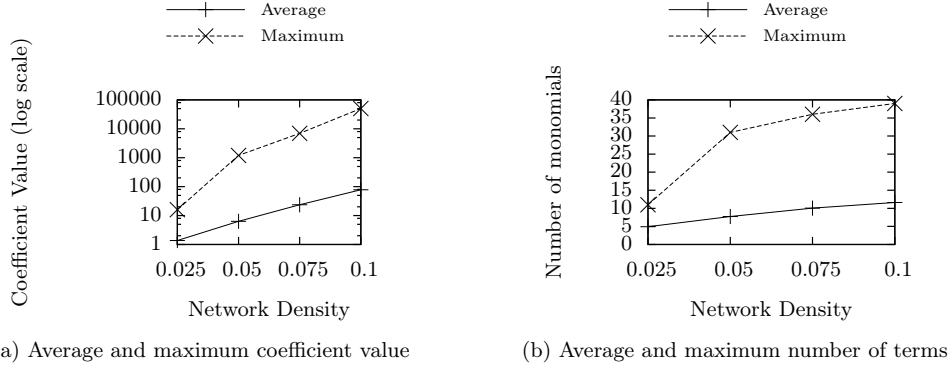 Average
Maximum
Coefficient Value (log scale)
100000
10000
1000
100
10
1
0.025 0.05 0.075 0.1
Network Density
a) Average and maximum coefficient value
Average
Maximum
Number of monomials
40
35
30
25
20
15
10
5
0
0.025 0.05 0.075 0.1
Network Density
(b) Average and maximum number of terms